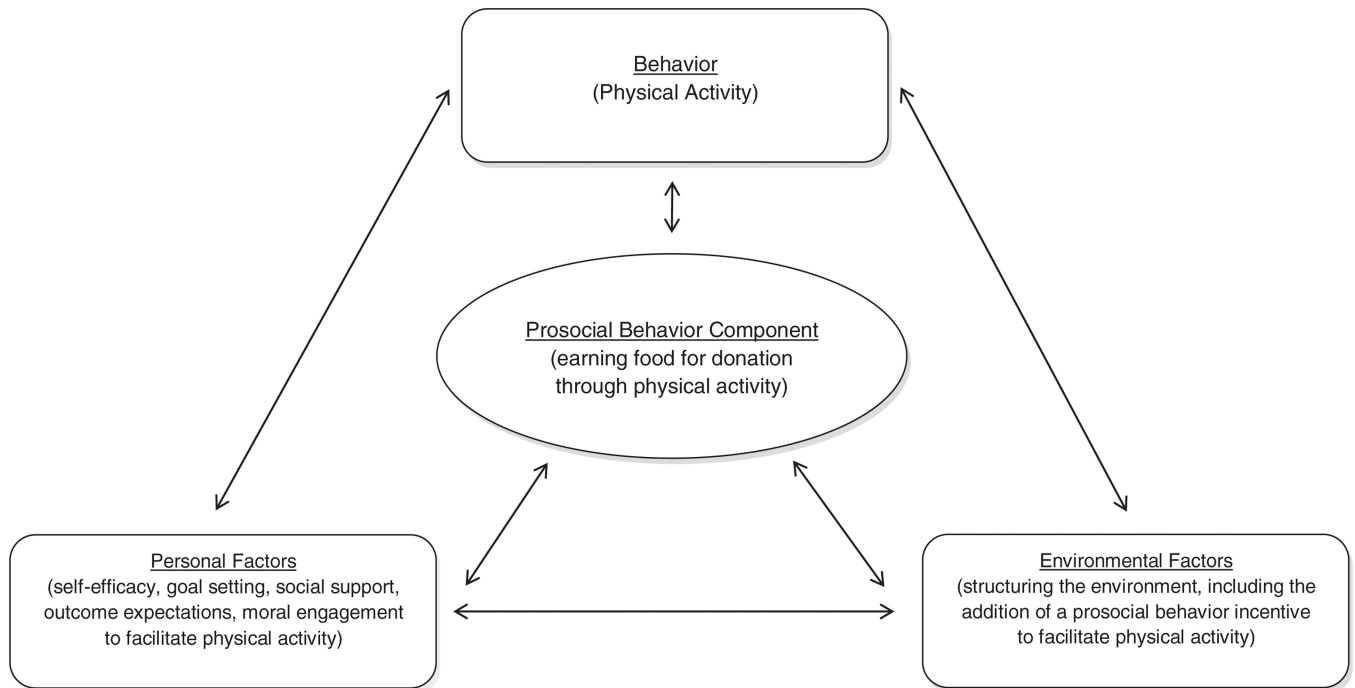 Behavior
(Physical Activity)
Prosocial Behavior Component
(earning food for donation
through physical activity)
Personal Factors
(self-efficacy, goal setting, social support,
outcome expectations, moral engagement
to facilitate physical activity)
Environmental Factors
(structuring the environment, including the
addition of a prosocial behavior incentive
to facilitate physical activity)